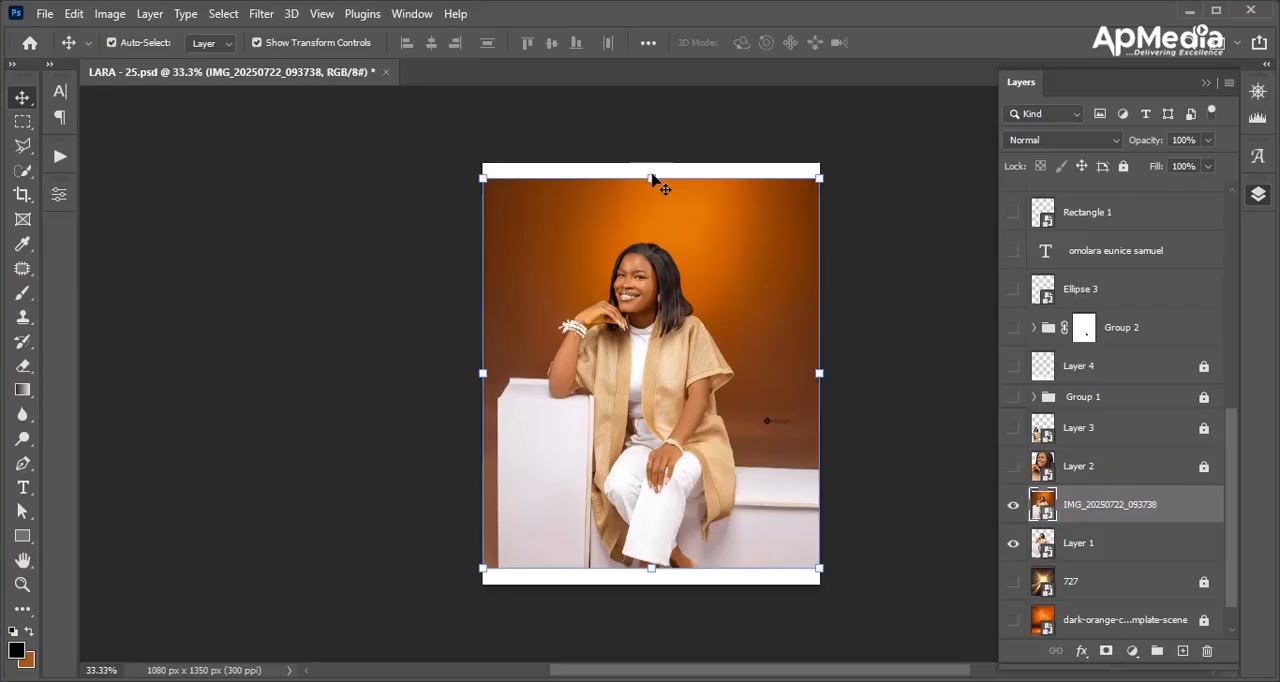 Ps File Edit Image Layer Type Select Filter 3D View Plugins Window Help
Auto-Select: Layer Show Transform Controls 3D Mode:
ApMedia
...Delivering Excellence
LARA - 25.psd @ 33.3% (IMG_20250722_093738, RGB/8#) *
Layers
Kind
Normal Opacity: 100%
Lock: Fill: 100%
Rectangle 1
omolara eunice samuel
Ellipse 3
Group 2
Layer 4
Group 1
Layer 3
Layer 2
IMG_20250722_093738
Layer 1
727
dark-orange-c...mplate-scene
33.33% 1080 px x 1350 px (300 ppi)